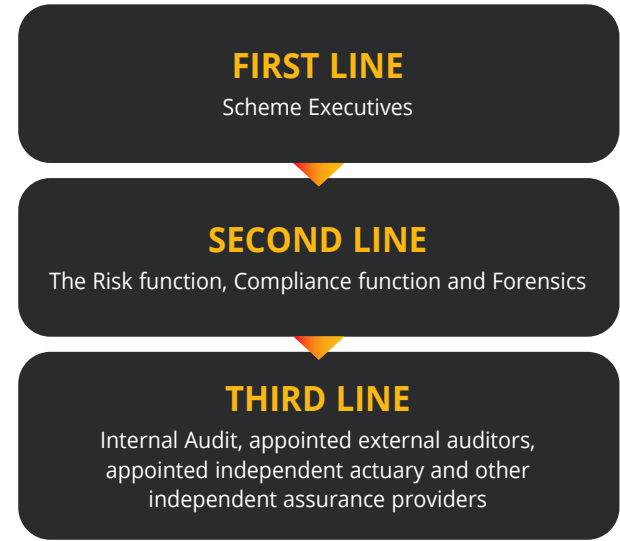 FIRST LINE
Scheme Executives
SECOND LINE
The Risk function, Compliance function and Forensics
THIRD LINE
Internal Audit, appointed external auditors,
appointed independent actuary and other
independent assurance providers